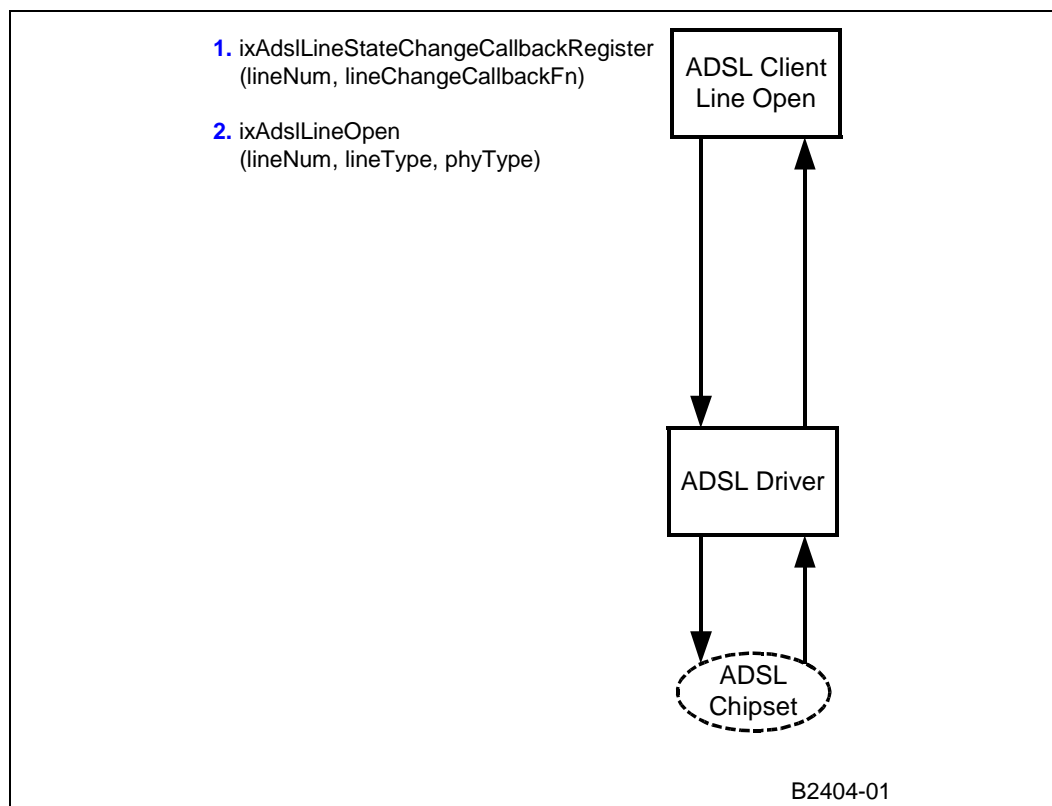 1. ixAdslLineStateChangeCallbackRegister
(lineNum, lineChangeCallbackFn)
2. ixAdslLineOpen
(lineNum, lineType, phyType)
ADSL Client
Line Open
ADSL Driver
ADSL
Chipset
B2404-01